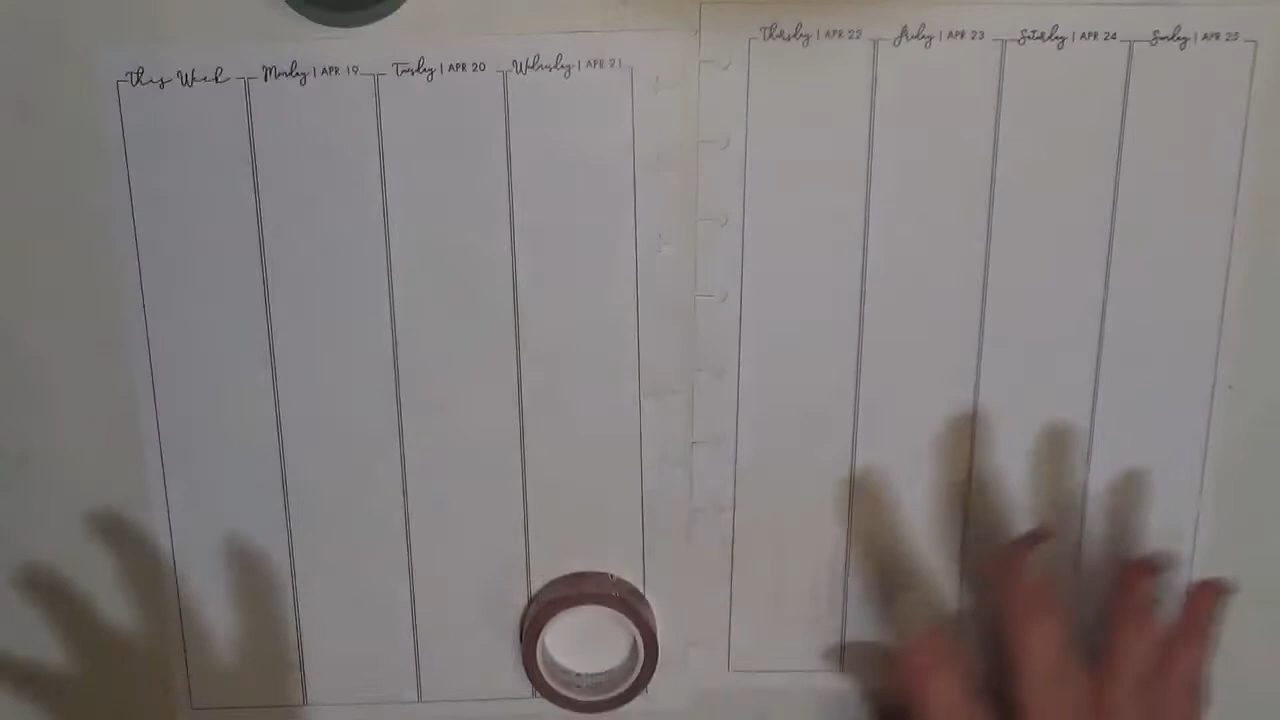 This Week
Monday | APR 19
Tuesday | APR 20
Wednesday | APR 21
Thursday | APR 22
Friday | APR 23
Saturday | APR 24
Sunday | APR 25